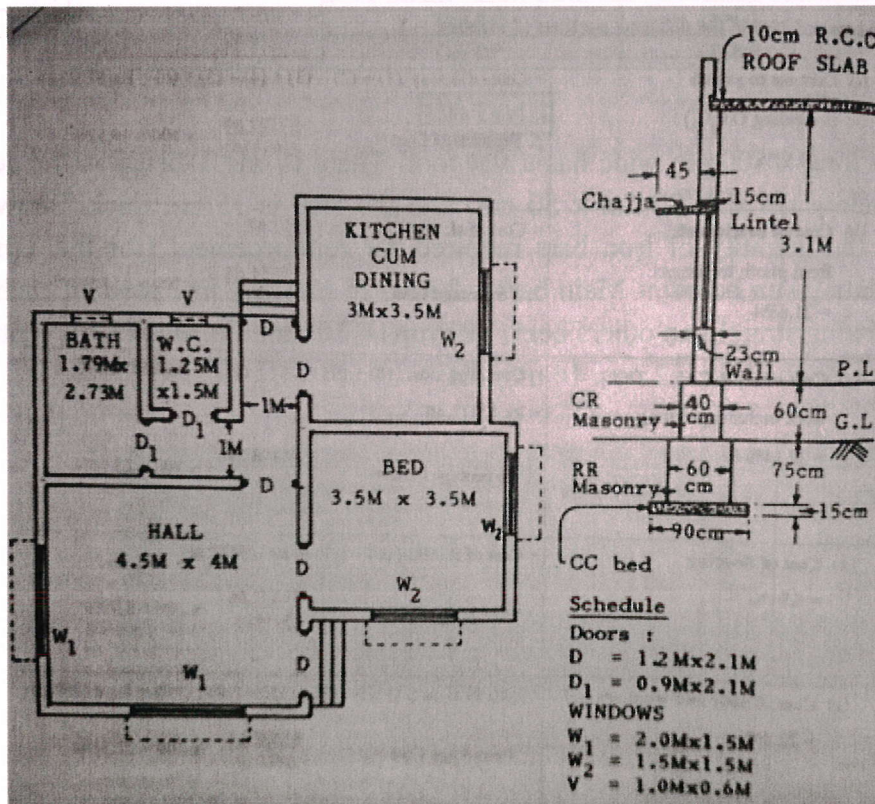 10cm R.C.C
ROOF SLAB
45
Chajja
15cm
Lintel
3.1M
KITCHEN
CUM
DINING
3Mx3.5M
W2
V
V
D
BATH
1.79Mx
2.73M
W.C.
1.25M
x1.5M
D
23cm
Wall
P.L
D1
1M
1M
D1
CR
Masonry
40
cm
60cm
G.L
BED
3.5M x 3.5M
D
W2
RR
Masonry
60
cm
75cm
15cm
HALL
4.5M x 4M
90cm
D
CC bed
W2
W1
D
W1
Schedule
Doors :
D = 1.2Mx2.1M
D1 = 0.9Mx2.1M
WINDOWS
W1 = 2.0Mx1.5M
W2 = 1.5Mx1.5M
V = 1.0Mx0.6M